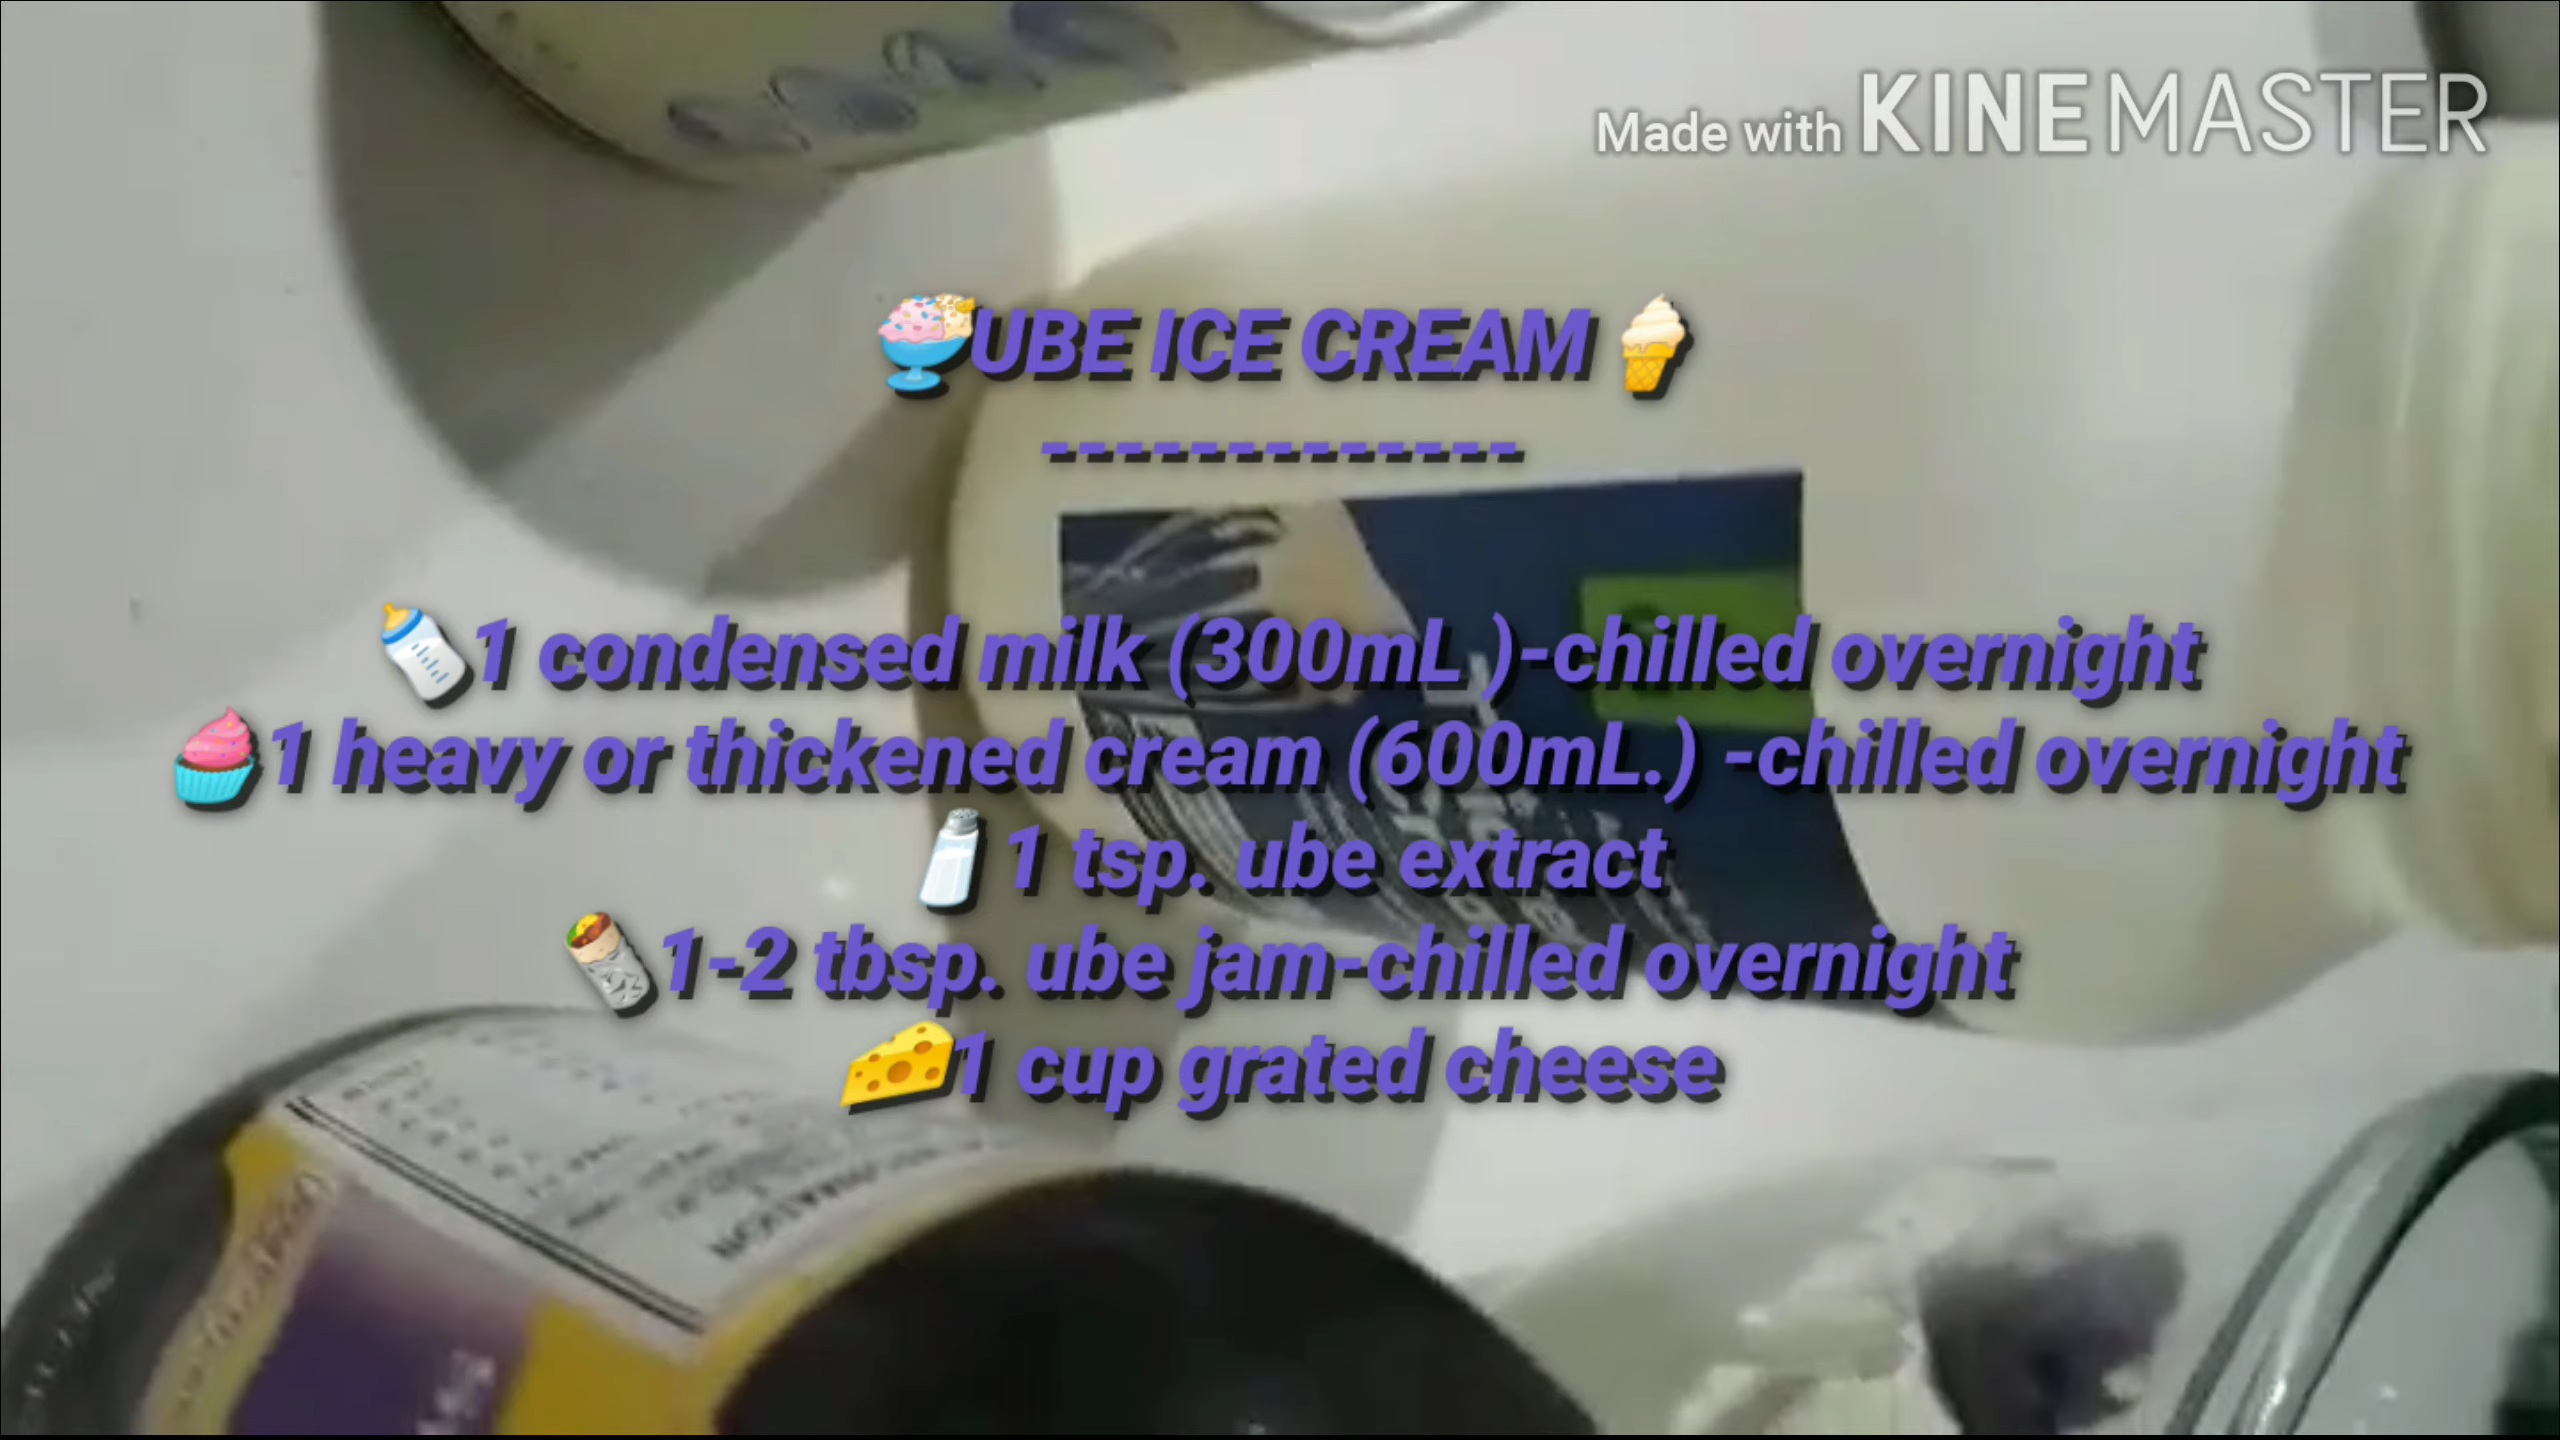 Made with KINEMASTER
🍨UBE ICE CREAM 🍦
-------------
🍼1 condensed milk (300mL )-chilled overnight
🧁1 heavy or thickened cream (600mL.) -chilled overnight
🧂 1 tsp. ube extract
🌯1-2 tbsp. ube jam-chilled overnight
🧀1 cup grated cheese